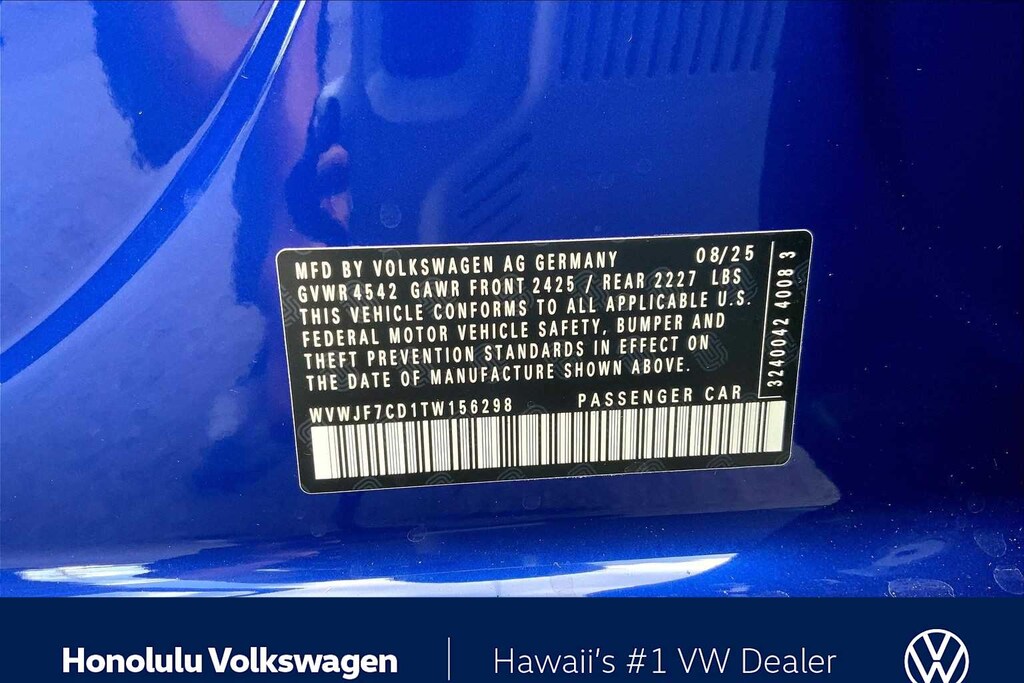 MFD BY VOLKSWAGEN AG GERMANY 08/25
GVWR 4542 GAWR FRONT 2425 / REAR 2227 LBS
THIS VEHICLE CONFORMS TO ALL APPLICABLE U.S.
FEDERAL MOTOR VEHICLE SAFETY, BUMPER AND
THEFT PREVENTION STANDARDS IN EFFECT ON
THE DATE OF MANUFACTURE SHOWN ABOVE.
WVWJF7CD1TW156298 PASSENGER CAR
3240042 4008 3
Honolulu Volkswagen
Hawaii's #1 VW Dealer